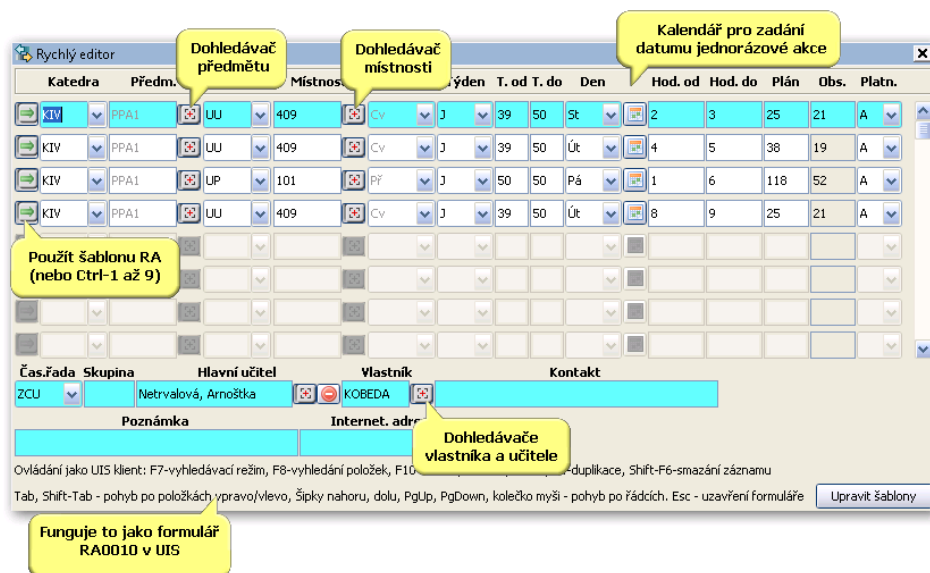 Rychlý editor
Dohledávač předmětu
Dohledávač místnosti
Kalendář pro zadání datumu jednorázové akce
Katedra Předm. Místnos Týden T. od T. do Den Hod. od Hod. do Plán Obs. Platn.
KIV PPA1 UU 409 Cv J 39 50 St 2 3 25 21 A
KIV PPA1 UU 409 Cv J 39 50 Út 4 5 38 19 A
KIV PPA1 UP 101 Př J 50 50 Pá 1 6 118 52 A
KIV PPA1 UU 409 Cv J 39 50 Út 8 9 25 21 A
Použít šablonu RA
(nebo Ctrl-1 až 9)
Čas.řada Skupina Hlavní učitel Vlastník Kontakt
ZCU Netrvalová, Arnoštka KOBEDA
Poznámka Internet. adre
Dohledávače
vlastníka a učitele
Ovládání jako UIS klient: F7-vyhledávací režim, F8-vyhledání položek, F10 -duplikace, Shift-F6-smazání záznamu
Tab, Shift-Tab - pohyb po položkách vpravo/vlevo, Šipky nahoru, dolu, PgUp, PgDown, kolečko myši - pohyb po řádcích. Esc - uzavření formuláře Upravit šablony
Funguje to jako formulář
RA0010 v UIS